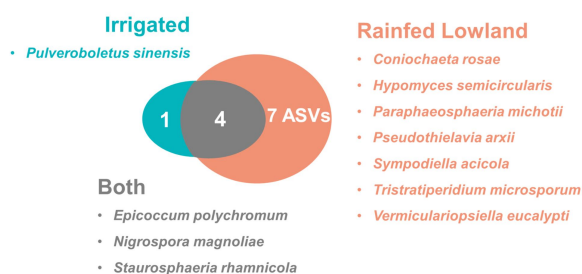 Irrigated
• Pulveroboletus sinensis
1
4
7 ASVs
Both
• Epicoccum polychromum
• Nigrospora magnoliae
• Staurosphaeria rhamnicola
Rainfed Lowland
• Coniochaeta rosae
• Hypomyces semicircularis
• Paraphaeosphaeria michotii
• Pseudothielavia arxii
• Sympodiella acicola
• Tristratiperidium microsporum
• Vermiculariopsiella eucalypti